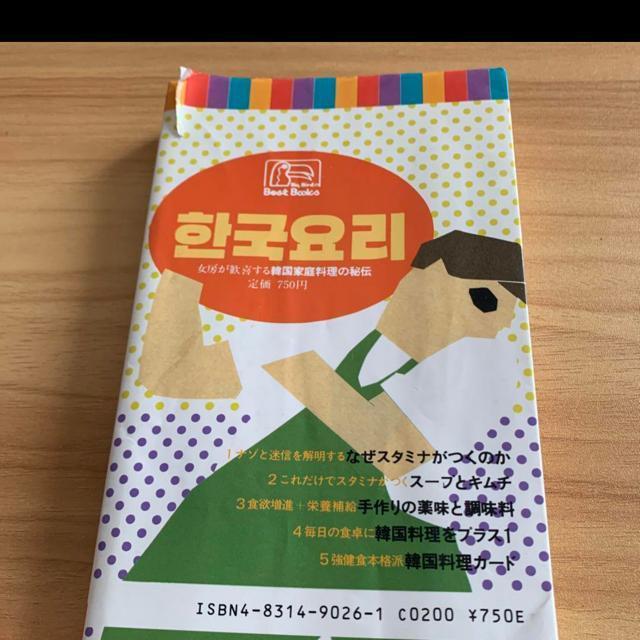 Big Bird's
Best Books
한국요리
女房が歓喜する韓国家庭料理の秘伝
定価 750円
1ナゾと迷信を解明するなぜスタミナがつくのか
2これだけでスタミナがつくスープとキムチ
3食欲増進+栄養補給手作りの薬味と調味料
4毎日の食卓に韓国料理をプラス1
5強健食本格派韓国料理カード
ISBN4-8314-9026-1 C0200 ¥750E